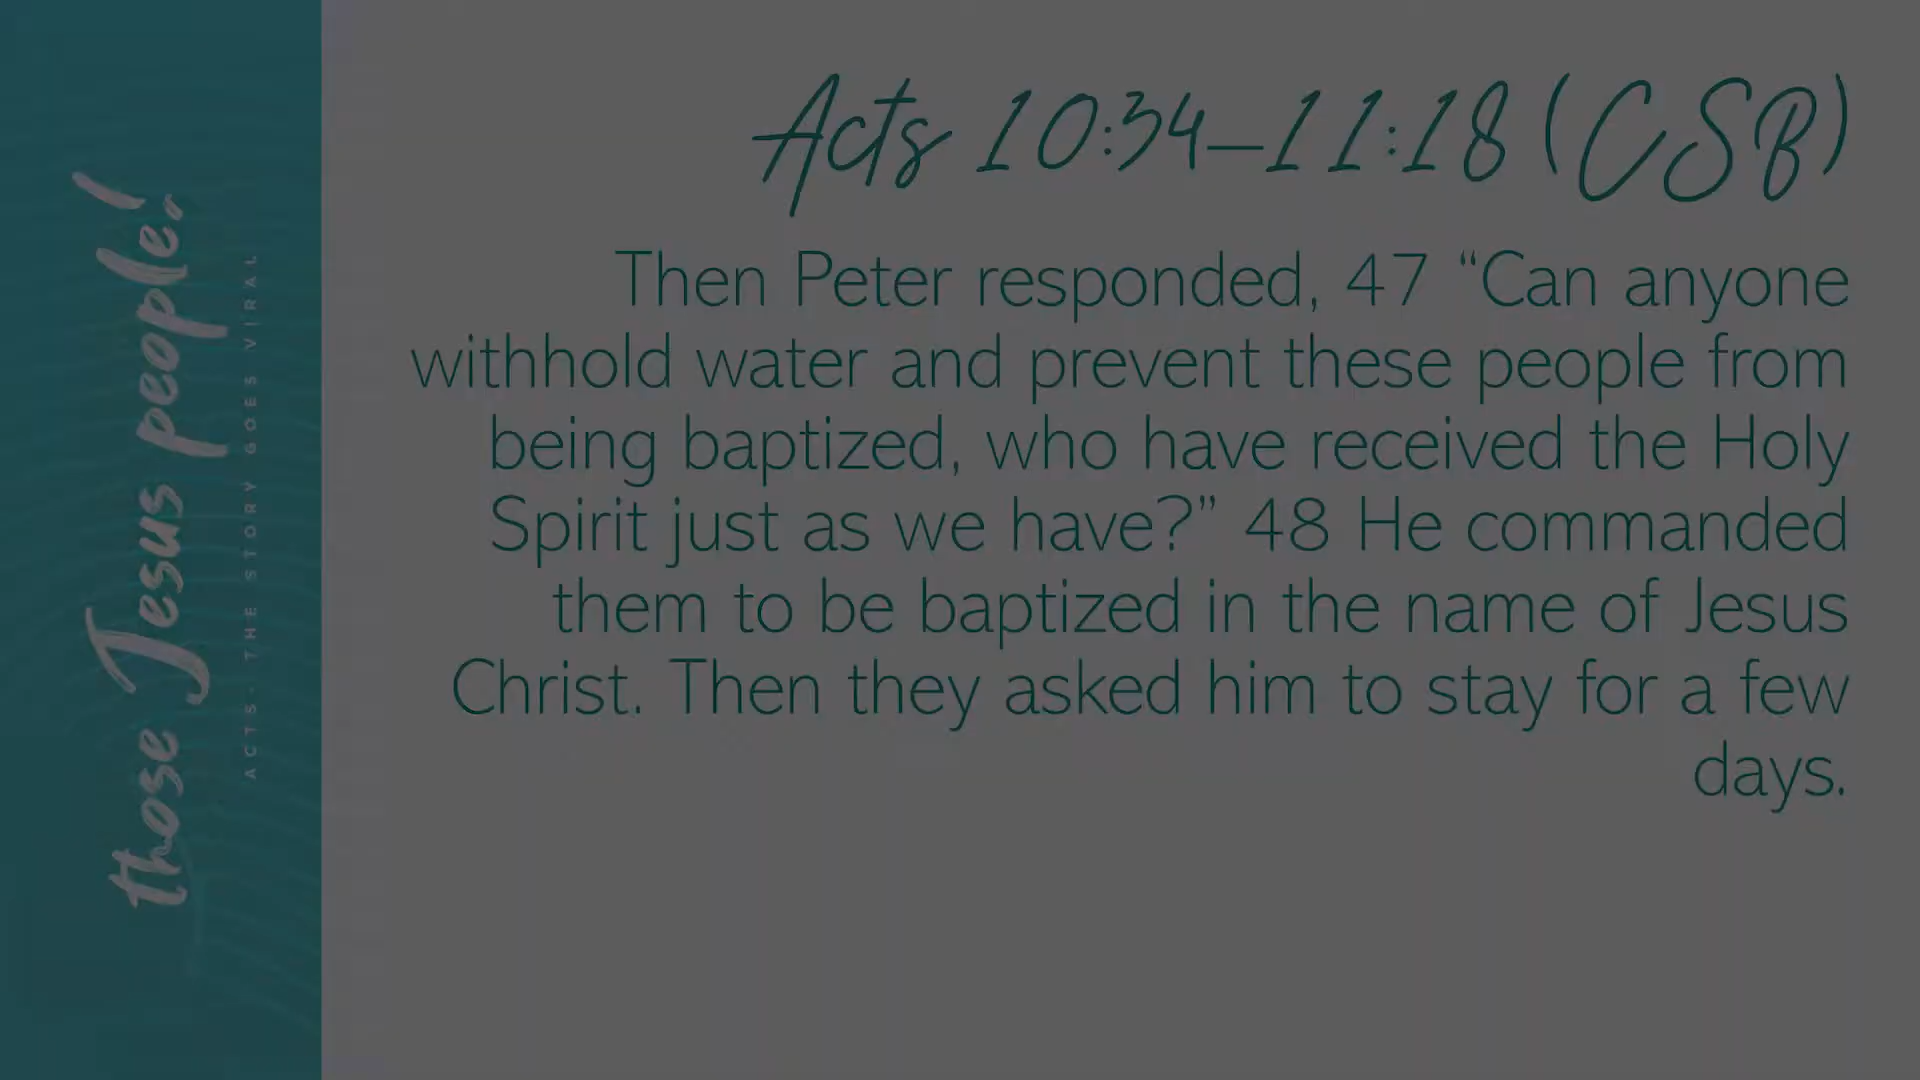 those Jesus people!
ACTS: THE STORY GOES VIRAL
Acts 10:34–11:18 (CSB)
Then Peter responded, 47 “Can anyone
withhold water and prevent these people from
being baptized, who have received the Holy
Spirit just as we have?” 48 He commanded
them to be baptized in the name of Jesus
Christ. Then they asked him to stay for a few
days.